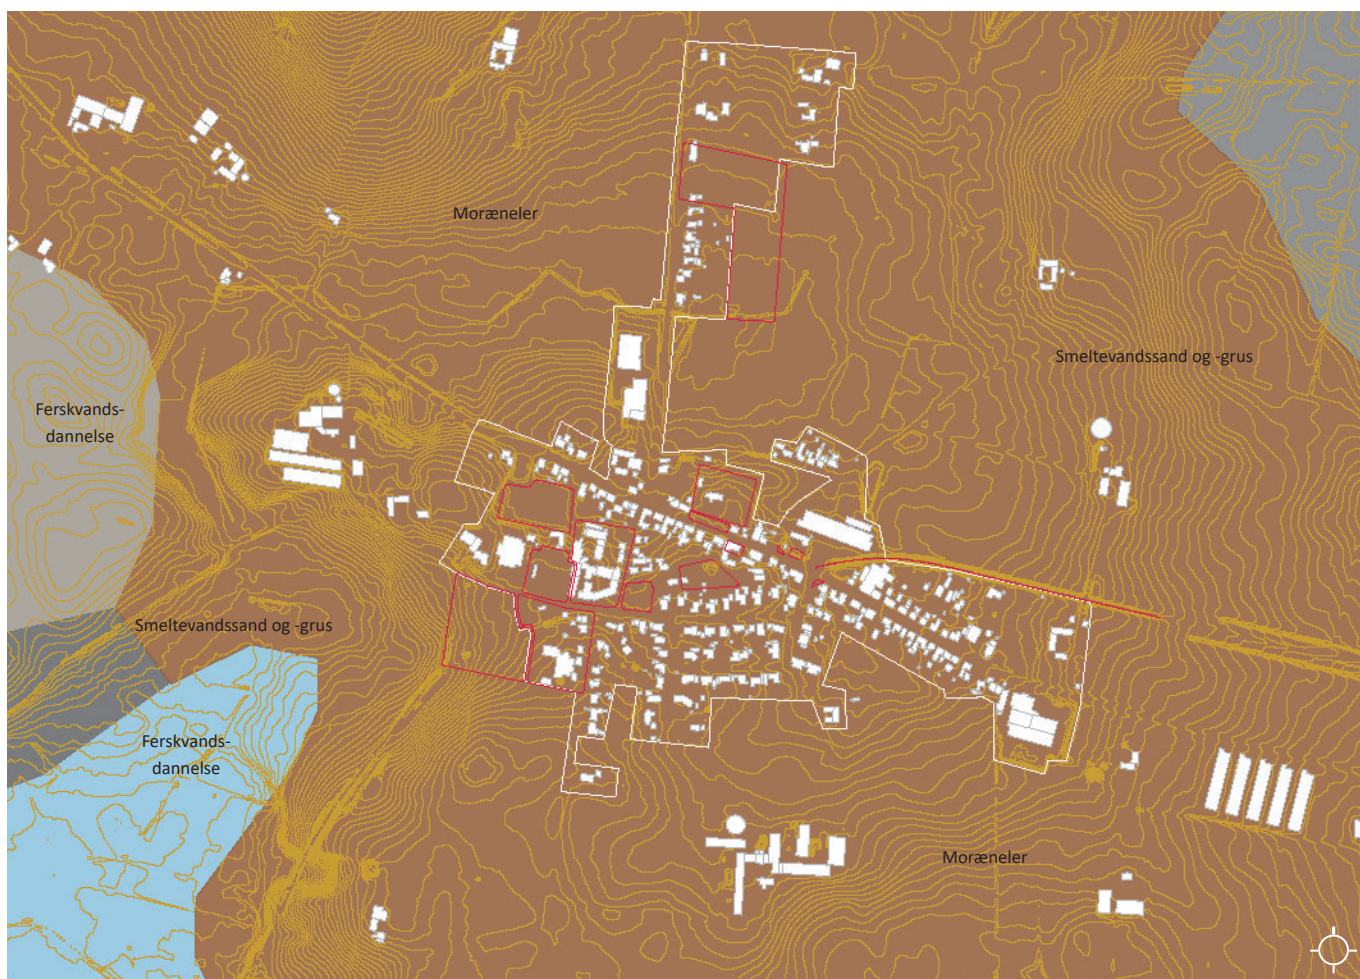 Moræneler
Smeltevandssand og -grus
Ferskvands-
dannelse
Smeltevandssand og -grus
Ferskvands-
dannelse
Moræneler